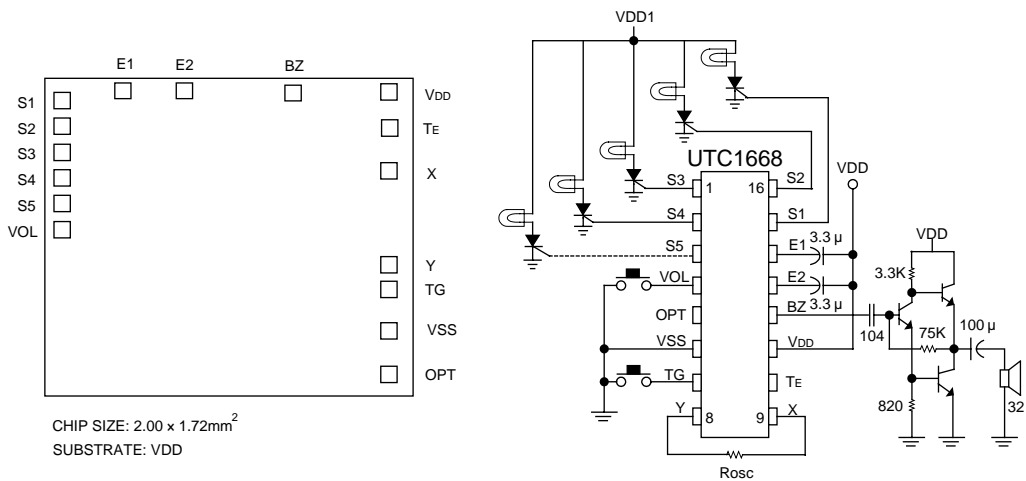 E1 E2 BZ
S1
S2
S3
S4
S5
VOL
VDD
TE
X
Y
TG
VSS
OPT
CHIP SIZE: 2.00 x 1.72mm²
SUBSTRATE: VDD
VDD1
UTC1668
S3 1 16 S2
S4 S1
S5 E1 3.3 µ
VOL E2
OPT BZ 3.3 µ
VSS VDD
TG TE
Y 8 9 X
Rosc
VDD
VDD
3.3K
104
75K
100 µ
820
32